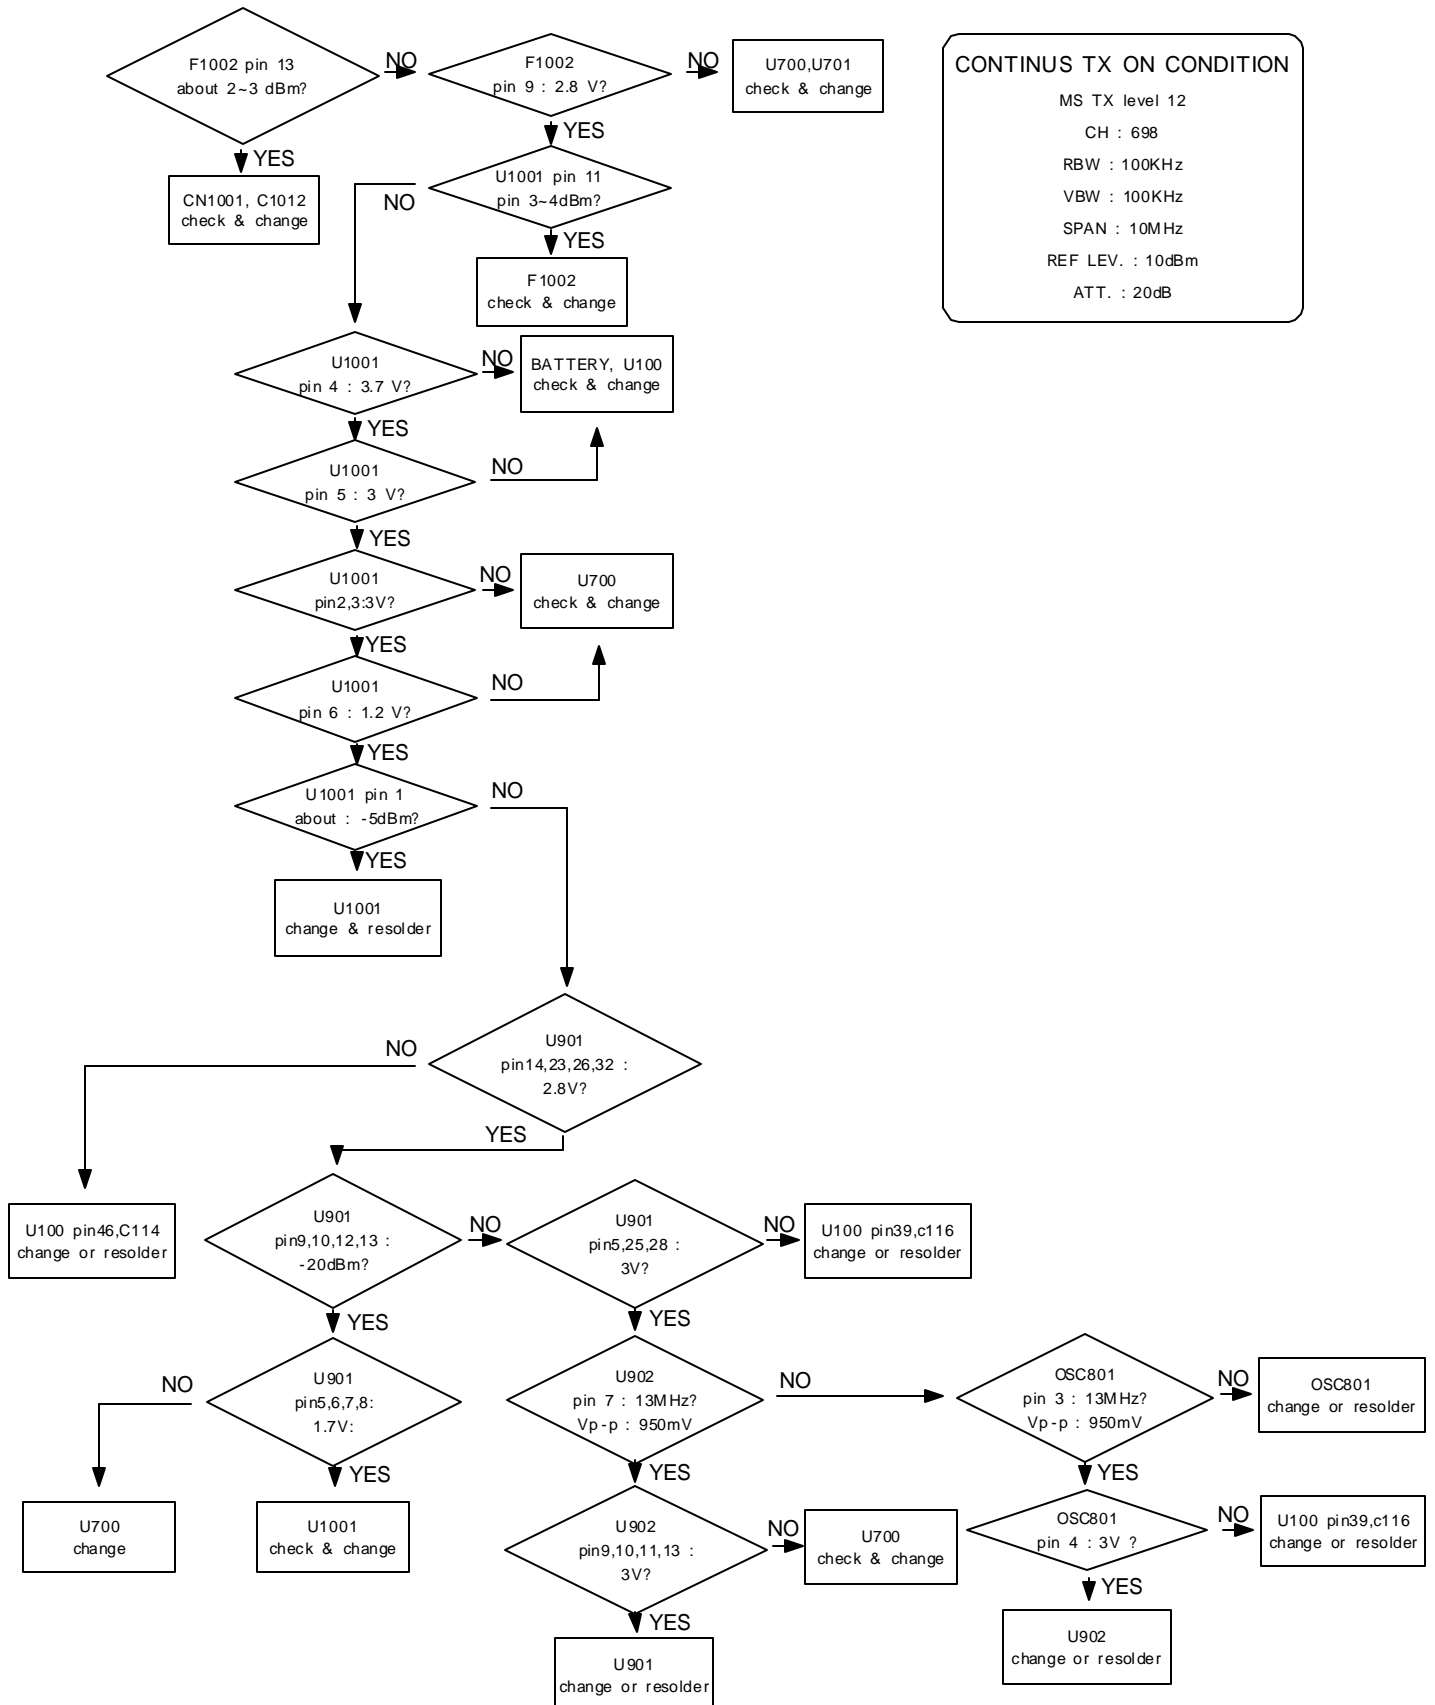 F1002 pin 13
about 2~3 dBm?
NO
F1002
pin 9 : 2.8 V?
NO
U700,U701
check & change
CONTINUS TX ON CONDITION
MS TX level 12
CH : 698
RBW : 100KHz
VBW : 100KHz
SPAN : 10MHz
REF LEV. : 10dBm
ATT. : 20dB
YES
CN1001, C1012
check & change
YES
U1001 pin 11
pin 3~4dBm?
NO
YES
F1002
check & change
U1001
pin 4 : 3.7 V?
NO
BATTERY, U100
check & change
YES
U1001
pin 5 : 3 V?
NO
YES
U1001
pin2,3:3V?
NO
U700
check & change
YES
U1001
pin 6 : 1.2 V?
NO
YES
U1001 pin 1
about : -5dBm?
NO
YES
U1001
change & resolder
U901
pin14,23,26,32 :
2.8V?
NO
YES
U100 pin46,C114
change or resolder
U901
pin9,10,12,13 :
-20dBm?
NO
U901
pin5,25,28 :
3V?
NO
U100 pin39,c116
change or resolder
YES
YES
U901
pin5,6,7,8:
1.7V:
NO
U902
pin 7 : 13MHz?
Vp-p : 950mV
NO
OSC801
pin 3 : 13MHz?
Vp-p : 950mV
NO
OSC801
change or resolder
YES
YES
YES
U700
change
U1001
check & change
U902
pin9,10,11,13 :
3V?
NO
U700
check & change
OSC801
pin 4 : 3V ?
NO
U100 pin39,c116
change or resolder
YES
YES
U901
change or resolder
U902
change or resolder